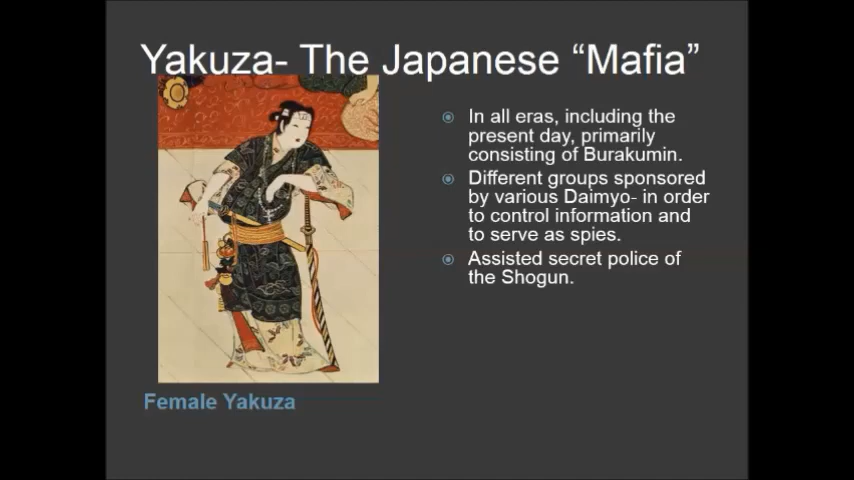 Yakuza- The Japanese “Mafia”
In all eras, including the
present day, primarily
consisting of Burakumin.
Different groups sponsored
by various Daimyo- in order
to control information and
to serve as spies.
Assisted secret police of
the Shogun.
Female Yakuza